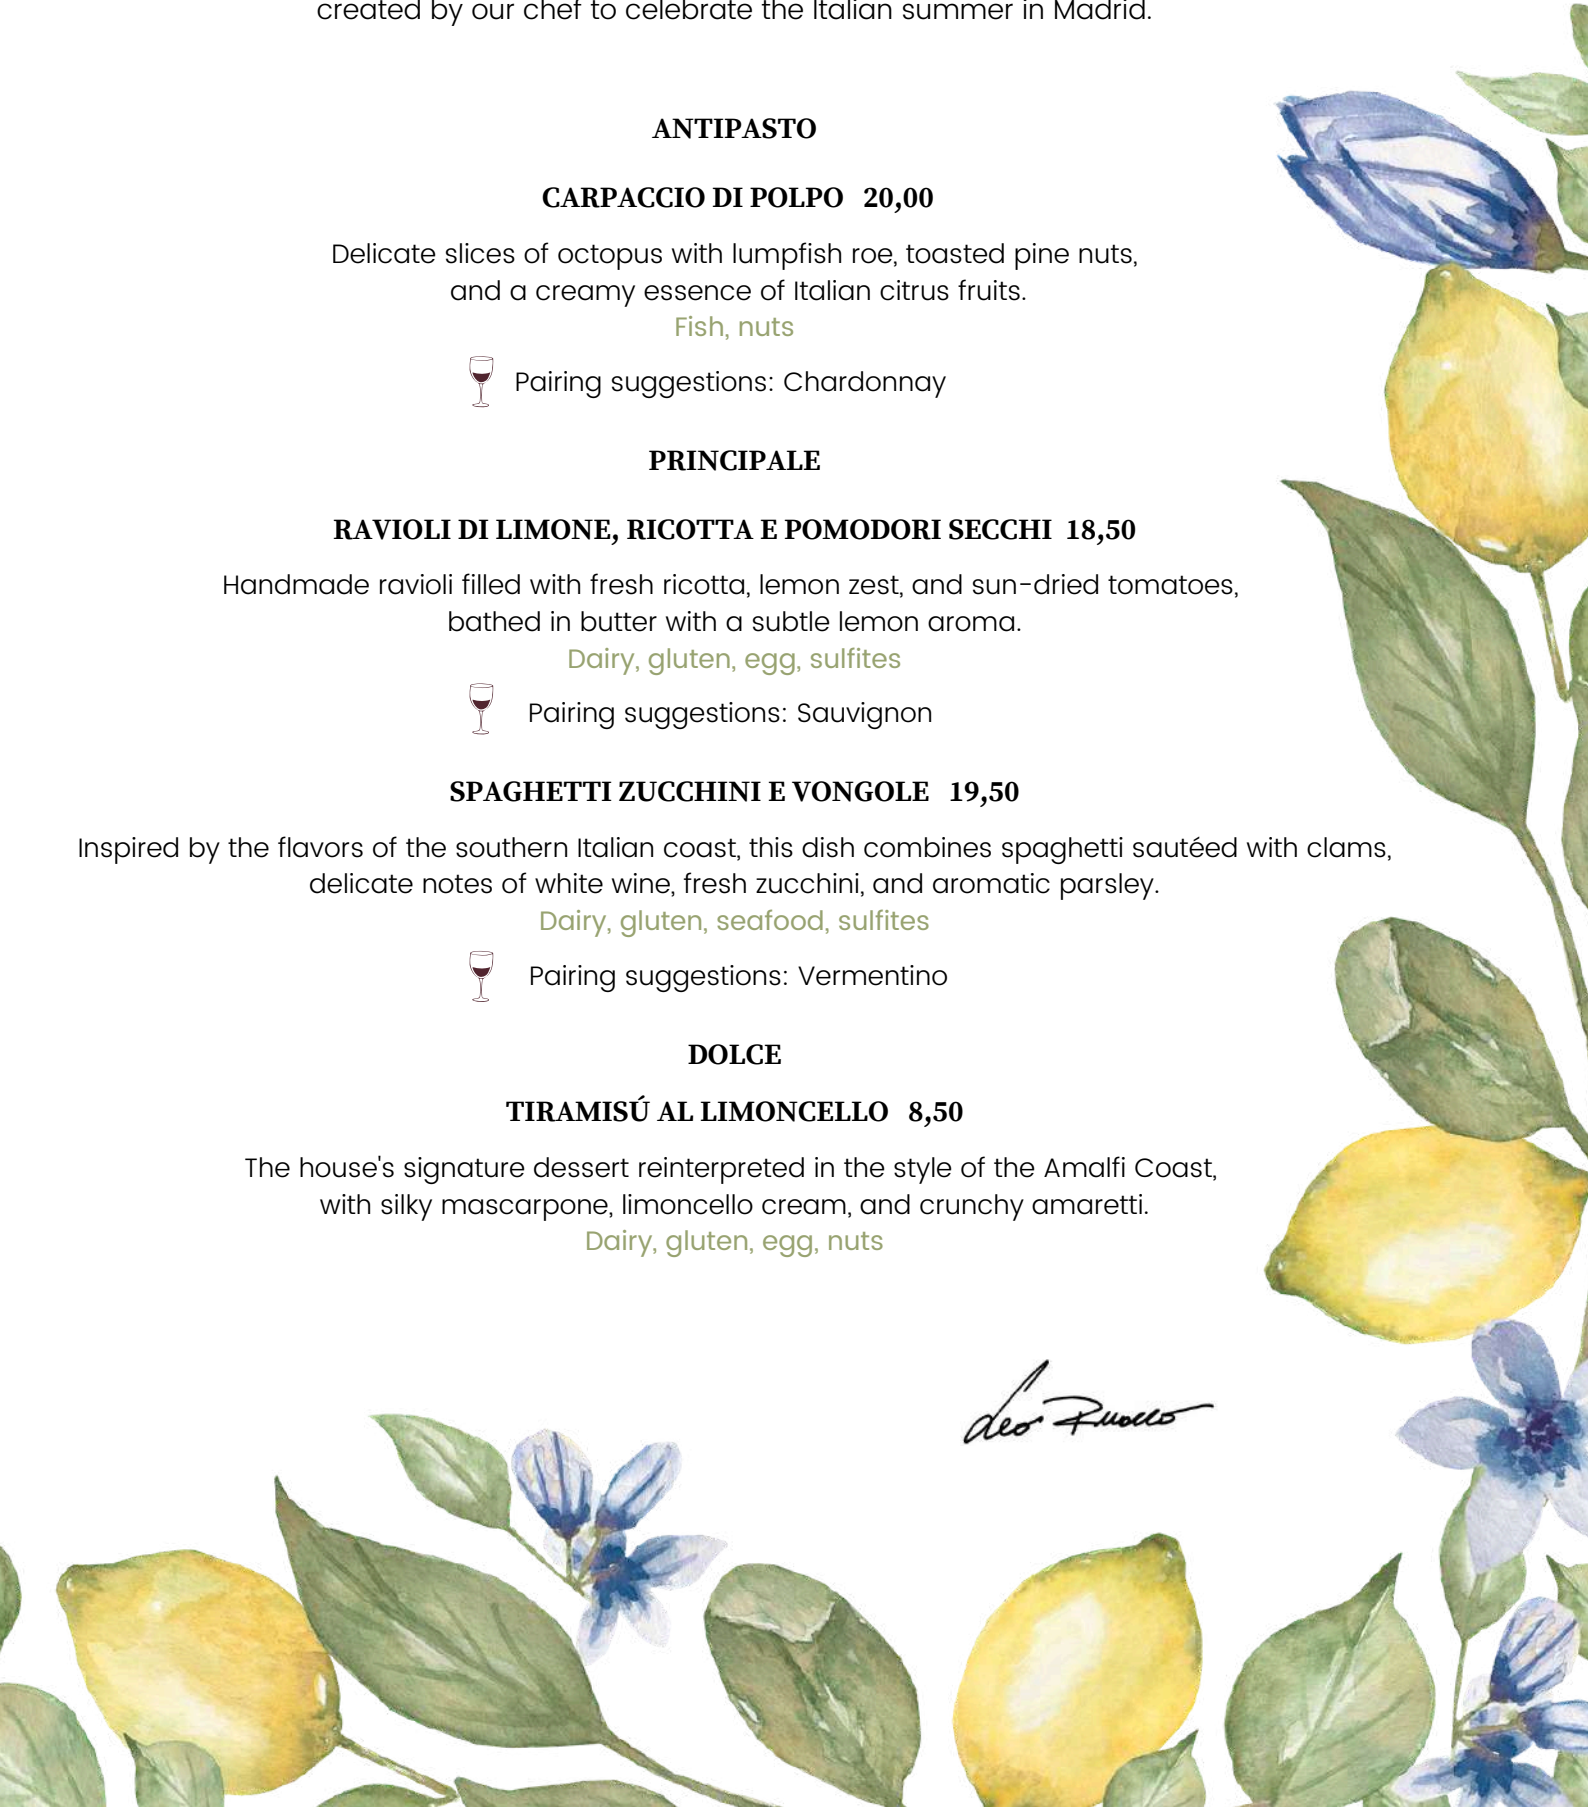 created by our chef to celebrate the Italian summer in Madrid.
ANTIPASTO
CARPACCIO DI POLPO 20,00
Delicate slices of octopus with lumpfish roe, toasted pine nuts,
and a creamy essence of Italian citrus fruits.
Fish, nuts
Pairing suggestions: Chardonnay
PRINCIPALE
RAVIOLI DI LIMONE, RICOTTA E POMODORI SECCHI 18,50
Handmade ravioli filled with fresh ricotta, lemon zest, and sun-dried tomatoes,
bathed in butter with a subtle lemon aroma.
Dairy, gluten, egg, sulfites
Pairing suggestions: Sauvignon
SPAGHETTI ZUCCHINI E VONGOLE 19,50
Inspired by the flavors of the southern Italian coast, this dish combines spaghetti sautéed with clams,
delicate notes of white wine, fresh zucchini, and aromatic parsley.
Dairy, gluten, seafood, sulfites
Pairing suggestions: Vermentino
DOLCE
TIRAMISÚ AL LIMONCELLO 8,50
The house's signature dessert reinterpreted in the style of the Amalfi Coast,
with silky mascarpone, limoncello cream, and crunchy amaretti.
Dairy, gluten, egg, nuts
Leo